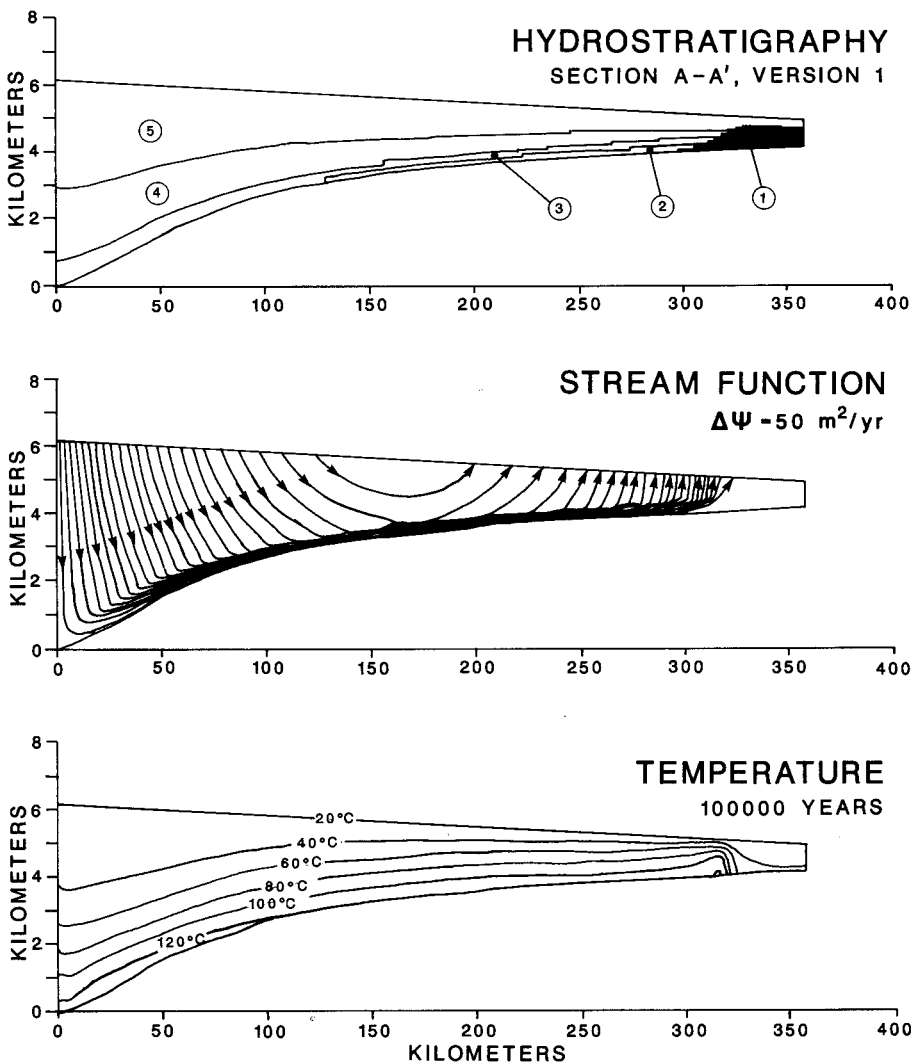 HYDROSTRATIGRAPHY
SECTION A-A′, VERSION 1
KILOMETERS
8
6
4
2
0
5
4
3
2
1
0 50 100 150 200 250 300 350 400
STREAM FUNCTION
ΔΨ = 50 m²/yr
KILOMETERS
8
6
4
2
0
0 50 100 150 200 250 300 350 400
TEMPERATURE
100000 YEARS
KILOMETERS
8
6
4
2
0
20°C
40°C
60°C
80°C
100°C
120°C
0 50 100 150 200 250 300 350 400
KILOMETERS